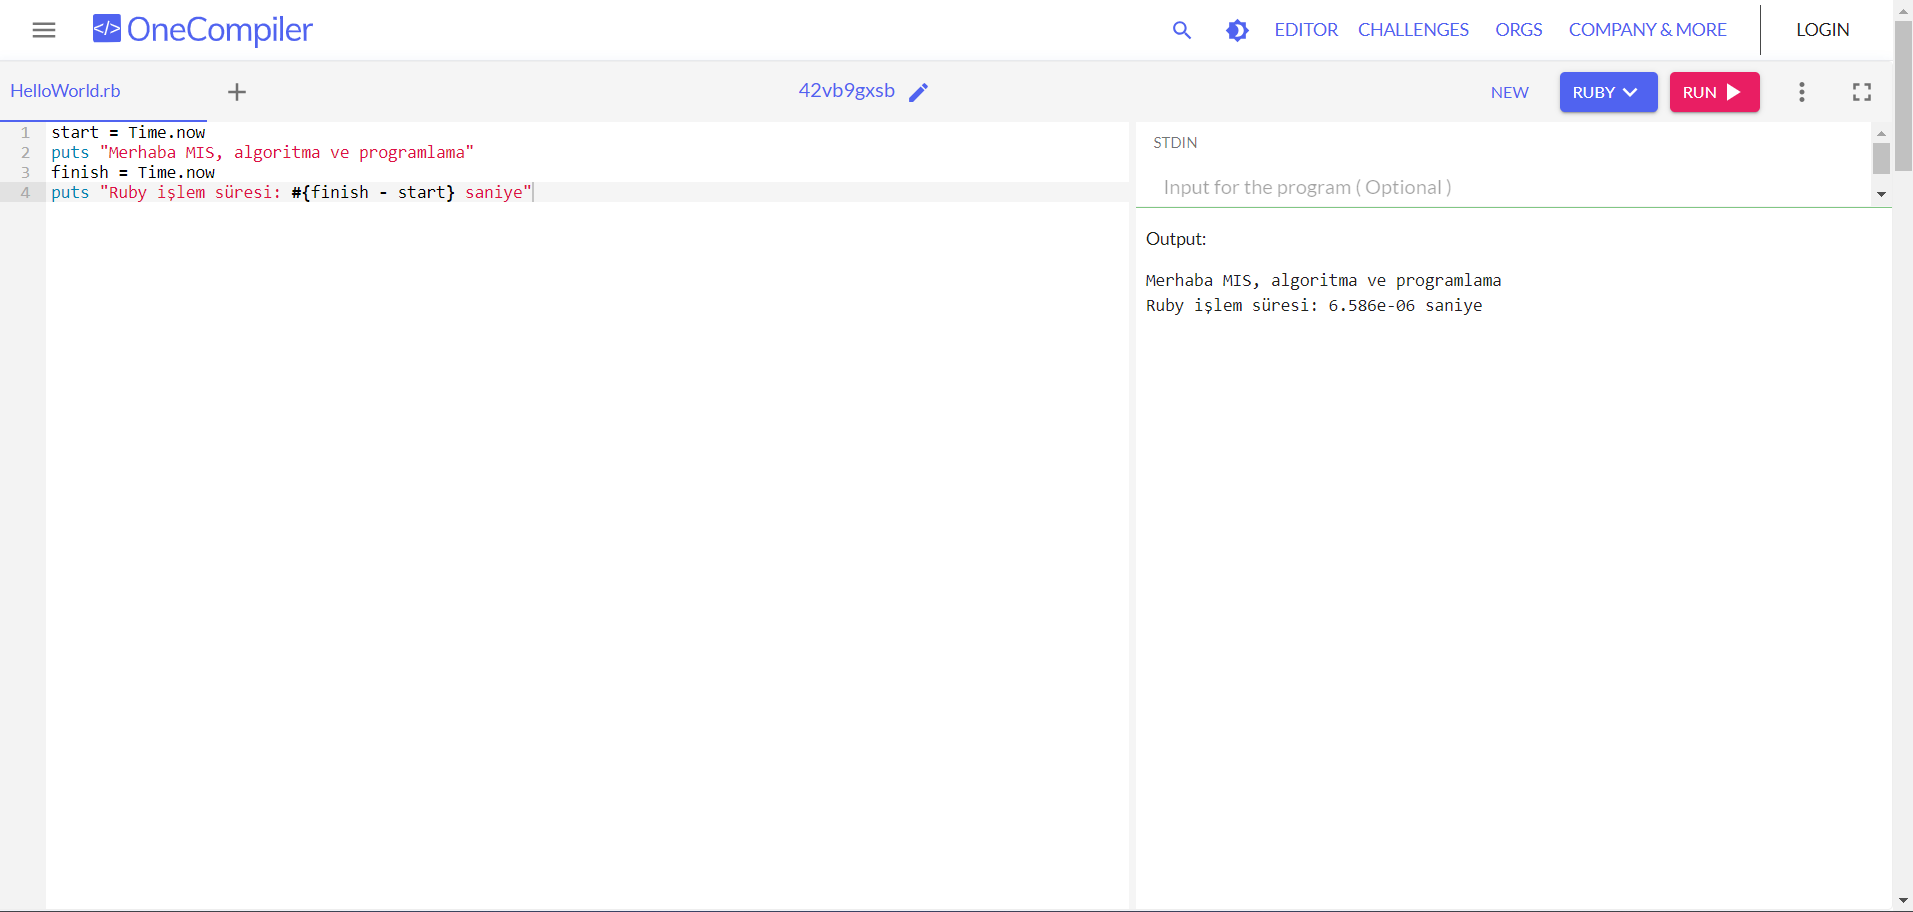 </> OneCompiler
EDITOR CHALLENGES ORGS COMPANY & MORE LOGIN
HelloWorld.rb + 42vb9gxsb NEW RUBY RUN
1 start = Time.now
2 puts "Merhaba MIS, algoritma ve programlama"
3 finish = Time.now
4 puts "Ruby işlem süresi: #{finish - start} saniye"
STDIN
Input for the program ( Optional )
Output:
Merhaba MIS, algoritma ve programlama
Ruby işlem süresi: 6.586e-06 saniye